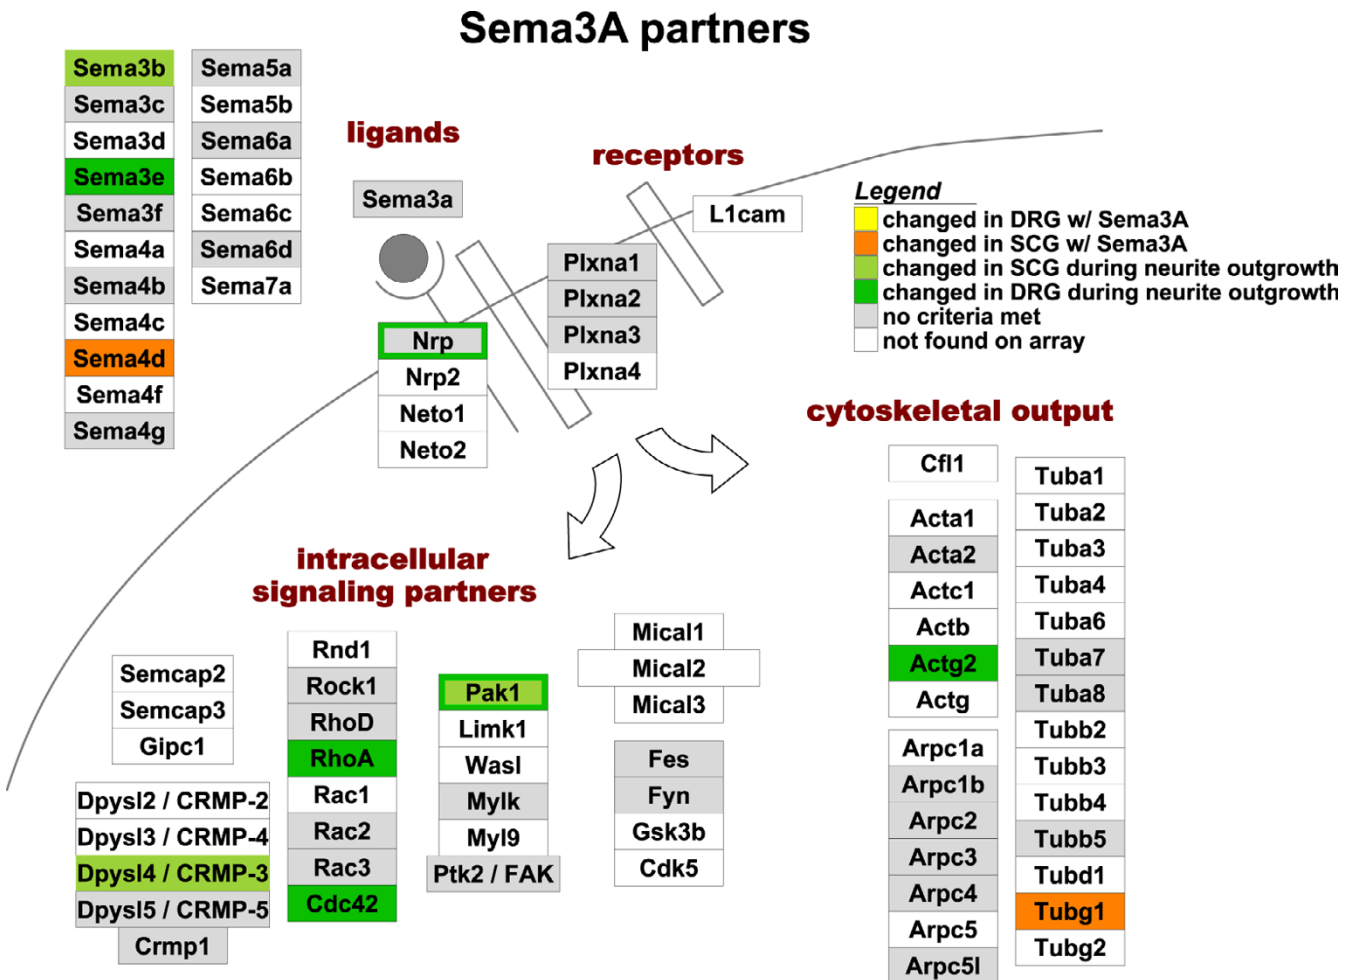 Sema3A partners
Sema3b
Sema3c
Sema3d
Sema3e
Sema3f
Sema4a
Sema4b
Sema4c
Sema4d
Sema4f
Sema4g
Sema5a
Sema5b
Sema6a
Sema6b
Sema6c
Sema6d
Sema7a
ligands
Sema3a
receptors
L1cam
Plxna1
Plxna2
Plxna3
Plxna4
Nrp
Nrp2
Neto1
Neto2
Legend
changed in DRG w/ Sema3A
changed in SCG w/ Sema3A
changed in SCG during neurite outgrowth
changed in DRG during neurite outgrowth
no criteria met
not found on array
cytoskeletal output
Cfl1
Acta1
Acta2
Actc1
Actb
Actg2
Actg
Arpc1a
Arpc1b
Arpc2
Arpc3
Arpc4
Arpc5
Arpc5l
Tuba1
Tuba2
Tuba3
Tuba4
Tuba6
Tuba7
Tuba8
Tubb2
Tubb3
Tubb4
Tubb5
Tubd1
Tubg1
Tubg2
intracellular
signaling partners
Semcap2
Semcap3
Gipc1
Dpysl2 / CRMP-2
Dpysl3 / CRMP-4
Dpysl4 / CRMP-3
Dpysl5 / CRMP-5
Crmp1
Rnd1
Rock1
RhoD
RhoA
Rac1
Rac2
Rac3
Cdc42
Pak1
Limk1
Wasl
Mylk
Myl9
Ptk2 / FAK
Mical1
Mical2
Mical3
Fes
Fyn
Gsk3b
Cdk5